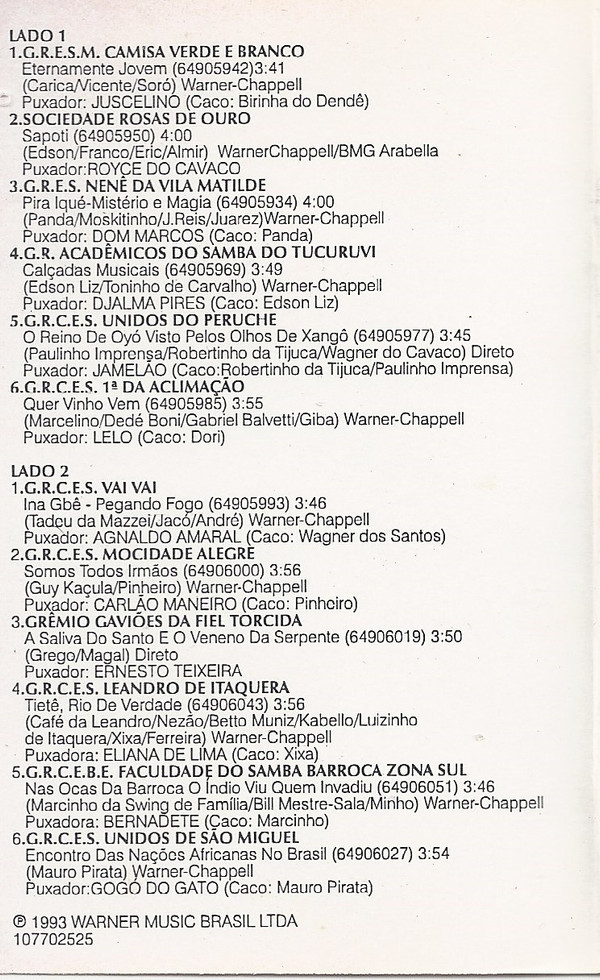 LADO 1
1.G.R.E.S.M. CAMISA VERDE E BRANCO
Eternamente Jovem (64905942)3:41
(Carica/Vicente/Soró) Warner-Chappell
Puxador: JUSCELINO (Caco: Birinha do Dendê)
2.SOCIEDADE ROSAS DE OURO
Sapoti (64905950) 4:00
(Edson/Franco/Eric/Almir) WarnerChappell/BMG Arabella
Puxador:ROYCE DO CAVACO
3.G.R.E.S. NENÊ DA VILA MATILDE
Pira Iquê-Mistério e Magia (64905934) 4:00
(Panda/Moskitinho/J.Reis/Juarez)Warner-Chappell
Puxador: DOM MARCOS (Caco: Panda)
4.G.R. ACADÊMICOS DO SAMBA DO TUCURUVI
Calçadas Musicais (64905969) 3:49
(Edson Liz/Toninho de Carvalho) Warner-Chappell
Puxador: DJALMA PIRES (Caco: Edson Liz)
5.G.R.C.E.S. UNIDOS DO PERUCHE
O Reino De Oyó Visto Pelos Olhos De Xangô (64905977) 3:45
(Paulinho Imprensa/Robertinho da Tijuca/Wagner do Cavaco) Direto
Puxador: JAMELÃO (Caco:Robertinho da Tijuca/Paulinho Imprensa)
6.G.R.C.E.S. 1ª DA ACLIMAÇÃO
Quer Vinho Vem (64905985) 3:55
(Marcelino/Dedé Boni/Gabriel Balvetti/Giba) Warner-Chappell
Puxador: LELO (Caco: Dori)
LADO 2
1.G.R.C.E.S. VAI VAI
Ina Gbê - Pegando Fogo (64905993) 3:46
(Tadeu da Mazzei/Jacó/André) Warner-Chappell
Puxador: AGNALDO AMARAL (Caco: Wagner dos Santos)
2.G.R.C.E.S. MOCIDADE ALEGRE
Somos Todos Irmãos (64906000) 3:56
(Guy Kaçula/Pinheiro) Warner-Chappell
Puxador: CARLÃO MANEIRO (Caco: Pinheiro)
3.GRÊMIO GAVIÕES DA FIEL TORCIDA
A Saliva Do Santo E O Veneno Da Serpente (64906019) 3:50
(Grego/Magal) Direto
Puxador: ERNESTO TEIXEIRA
4.G.R.C.E.S. LEANDRO DE ITAQUERA
Tietê, Rio De Verdade (64906043) 3:56
(Café da Leandro/Nezão/Betto Muniz/Kabello/Luizinho
de Itaquera/Xixa/Ferreira) Warner-Chappell
Puxadora: ELIANA DE LIMA (Caco: Xixa)
5.G.R.C.E.B.E. FACULDADE DO SAMBA BARROCA ZONA SUL
Nas Ocas Da Barroca O Índio Viu Quem Invadiu (64906051) 3:46
(Marcinho da Swing de Família/Bill Mestre-Sala/Minho) Warner-Chappell
Puxadora: BERNADETE (Caco: Marcinho)
6.G.R.C.E.S. UNIDOS DE SÃO MIGUEL
Encontro Das Nações Africanas No Brasil (64906027) 3:54
(Mauro Pirata) Warner-Chappell
Puxador:GOGÓ DO GATO (Caco: Mauro Pirata)
℗ 1993 WARNER MUSIC BRASIL LTDA
107702525